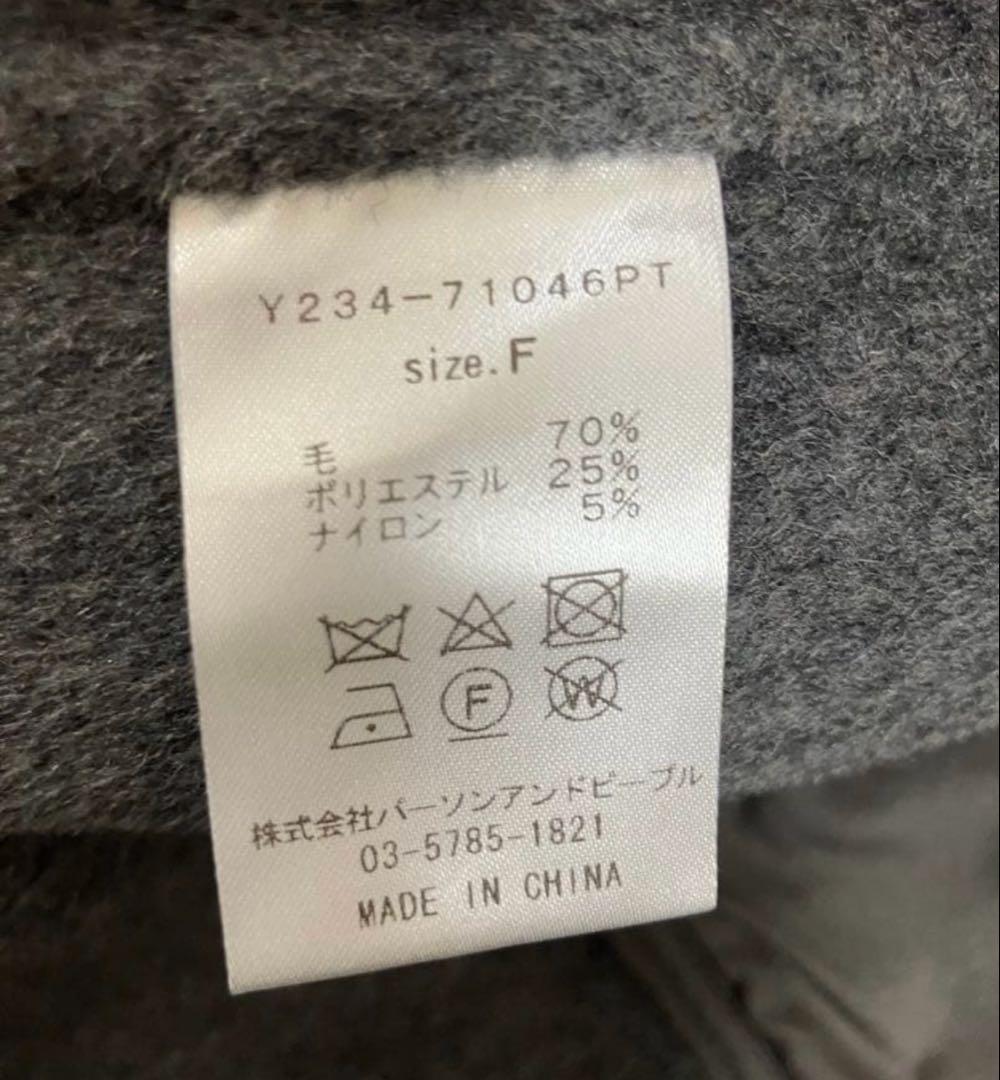 Y234-71046PT
size.F
毛 70%
ポリエステル 25%
ナイロン 5%
F W
株式会社パーソンアンドピープル
03-5785-1821
MADE IN CHINA